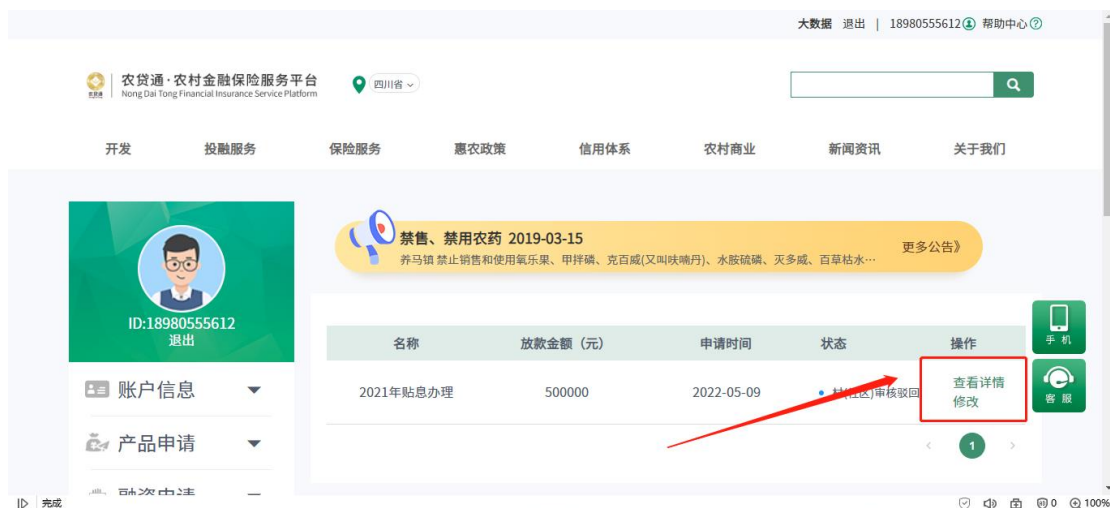 大数据 退出 | 18980555612 帮助中心
农贷通·农村金融保险服务平台
Nong Dai Tong Financial Insurance Service Platform
四川省
开发 投融服务 保险服务 惠农政策 信用体系 农村商业 新闻资讯 关于我们
禁售、禁用农药 2019-03-15
养马镇 禁止销售和使用氧乐果、甲拌磷、克百威(又叫呋喃丹)、水胺硫磷、灭多威、百草枯水…
更多公告》
ID:18980555612
退出
名称 放款金额（元） 申请时间 状态 操作
2021年贴息办理 500000 2022-05-09 村(社区)审核驳回 查看详情
修改
手机
客服
账户信息
产品申请
融资申请
1
完成
0 100%